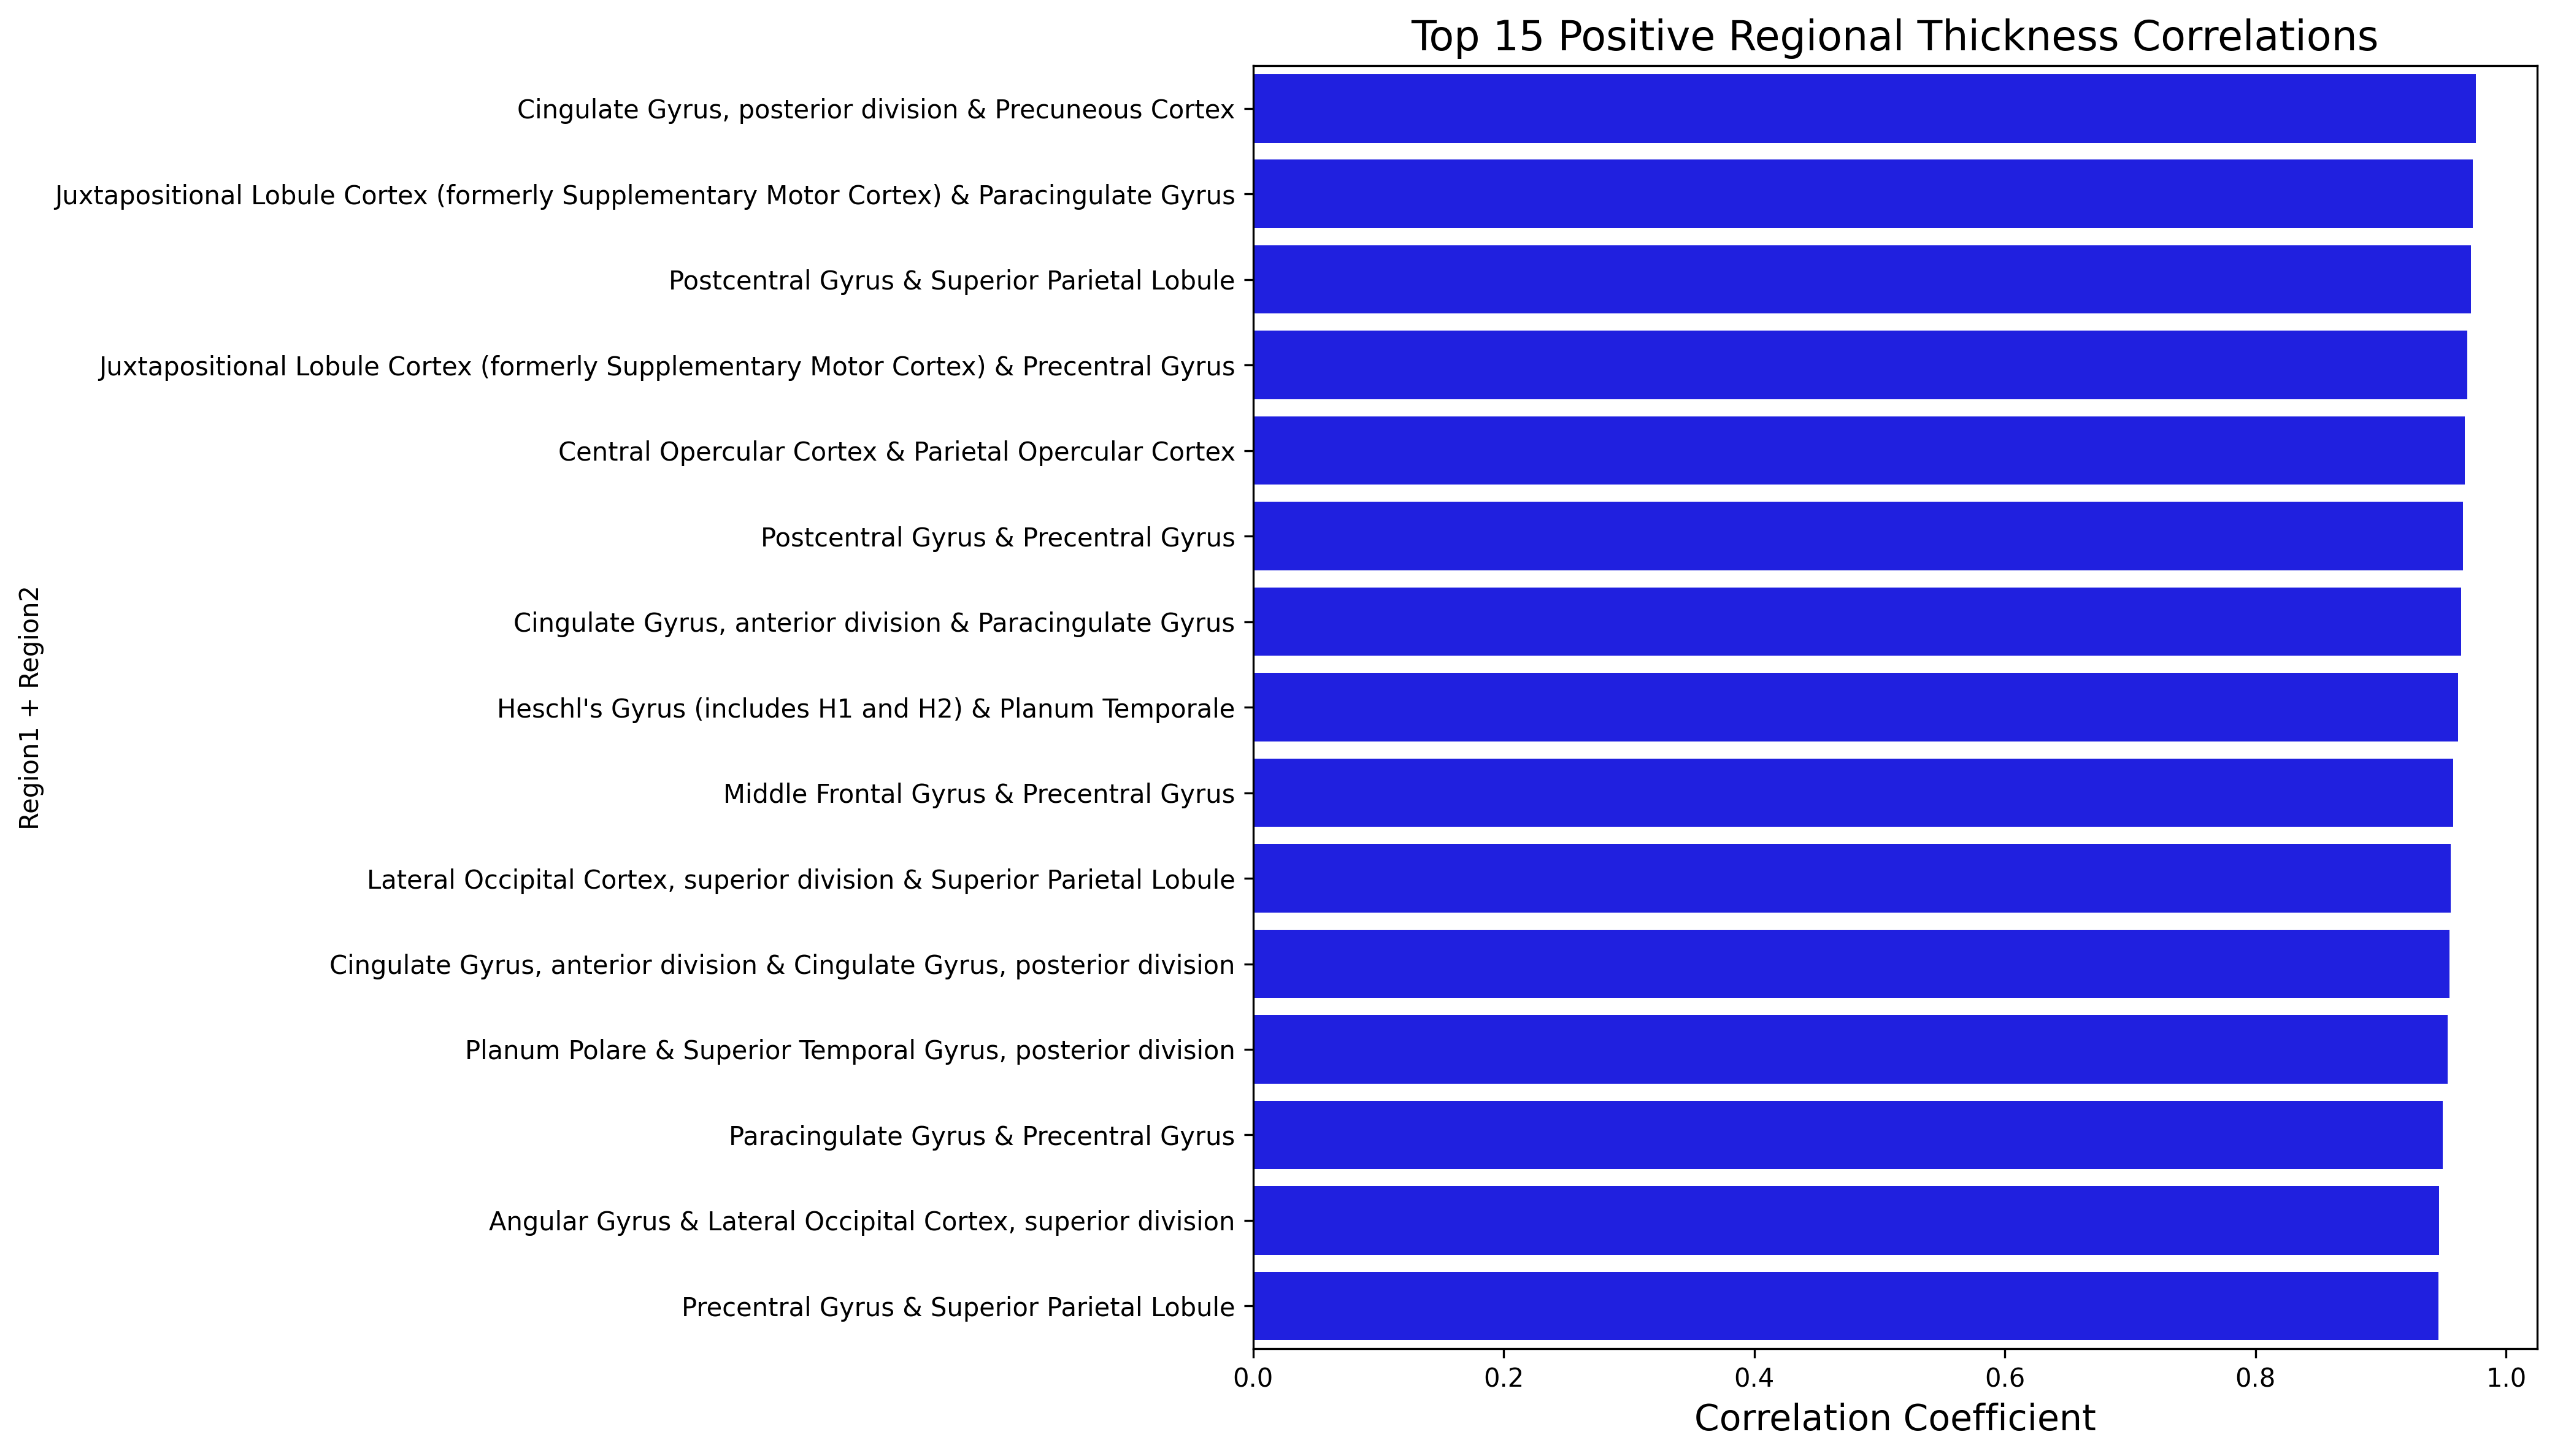 Top 15 Positive Regional Thickness Correlations
Cingulate Gyrus, posterior division & Precuneous Cortex
Juxtapositional Lobule Cortex (formerly Supplementary Motor Cortex) & Paracingulate Gyrus
Postcentral Gyrus & Superior Parietal Lobule
Juxtapositional Lobule Cortex (formerly Supplementary Motor Cortex) & Precentral Gyrus
Central Opercular Cortex & Parietal Opercular Cortex
Postcentral Gyrus & Precentral Gyrus
Cingulate Gyrus, anterior division & Paracingulate Gyrus
Heschl's Gyrus (includes H1 and H2) & Planum Temporale
Middle Frontal Gyrus & Precentral Gyrus
Lateral Occipital Cortex, superior division & Superior Parietal Lobule
Cingulate Gyrus, anterior division & Cingulate Gyrus, posterior division
Planum Polare & Superior Temporal Gyrus, posterior division
Paracingulate Gyrus & Precentral Gyrus
Angular Gyrus & Lateral Occipital Cortex, superior division
Precentral Gyrus & Superior Parietal Lobule
Region1 + Region2
0.0 0.2 0.4 0.6 0.8 1.0
Correlation Coefficient